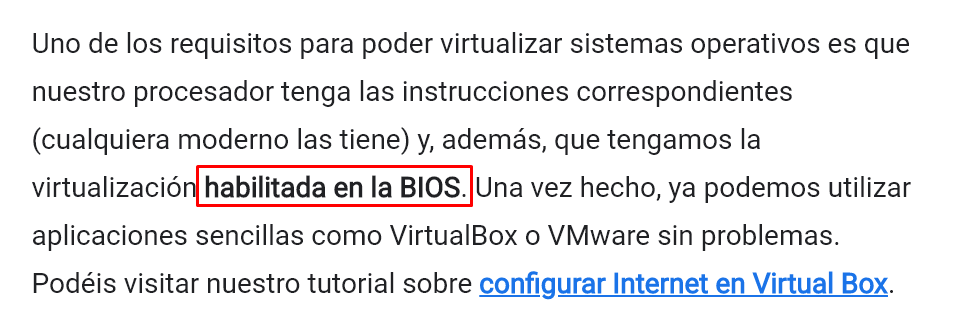 Uno de los requisitos para poder virtualizar sistemas operativos es que
nuestro procesador tenga las instrucciones correspondientes
(cualquiera moderno las tiene) y, además, que tengamos la
virtualización habilitada en la BIOS. Una vez hecho, ya podemos utilizar
aplicaciones sencillas como VirtualBox o VMware sin problemas.
Podéis visitar nuestro tutorial sobre configurar Internet en Virtual Box.